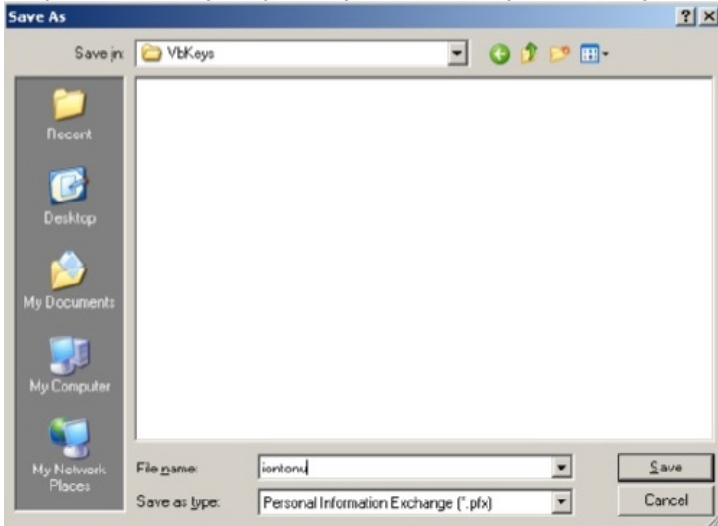 Save As
Save in: VbKeys
Recent
Desktop
My Documents
My Computer
My Network
Places
File name: iontonu
Save
Save as type: Personal Information Exchange (*.pfx)
Cancel